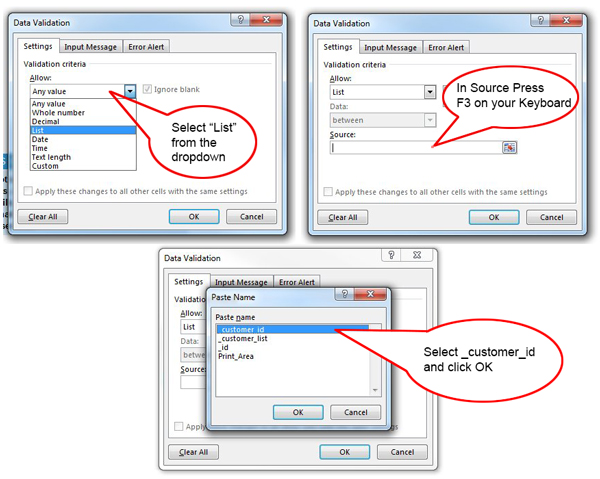 Data Validation
Settings Input Message Error Alert
Validation criteria
Allow:
Any value
Ignore blank
Any value
Whole number
Decimal
List
Date
Time
Text length
Custom
Select “List”
from the
dropdown
Apply these changes to all other cells with the same settings
Clear All OK Cancel
Data Validation
Settings Input Message Error Alert
Validation criteria
Allow:
List
Data:
between
Source:
In Source Press
F3 on your Keyboard
Apply these changes to all other cells with the same settings
Clear All OK Cancel
Data Validation
Settings Input Message Error Alert
Allow:
List
Data:
Source:
Paste Name
Paste name
_customer_id
_customer_list
_id
Print_Area
OK Cancel
Select _customer_id
and click OK
Clear All OK Cancel